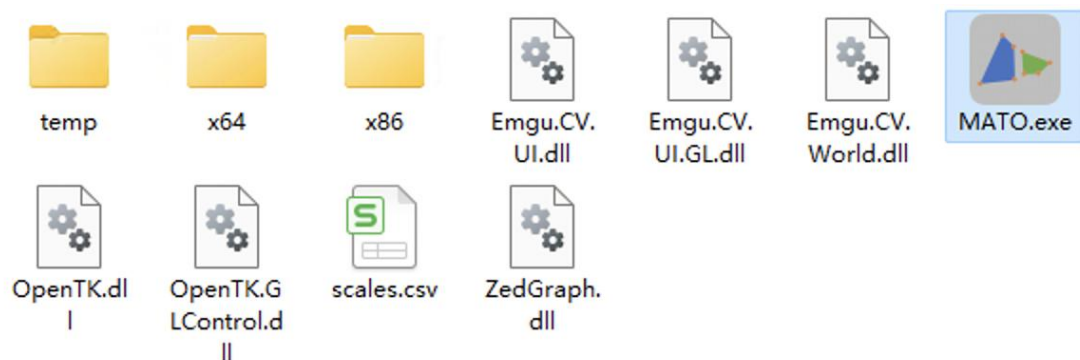 temp
x64
x86
Emgu.CV.
UI.dll
Emgu.CV.
UI.GL.dll
Emgu.CV.
World.dll
MATO.exe
OpenTK.dl
l
OpenTK.G
LControl.d
ll
scales.csv
ZedGraph.
dll